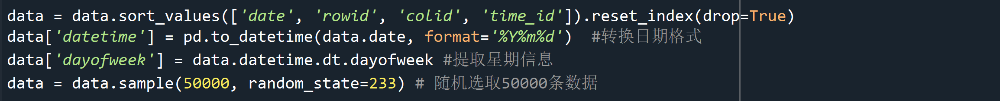 data = data.sort_values(['date', 'rowid', 'colid', 'time_id']).reset_index(drop=True)
data['datetime'] = pd.to_datetime(data.date, format='%Y%m%d')  #转换日期格式
data['dayofweek'] = data.datetime.dt.dayofweek #提取星期信息
data = data.sample(50000, random_state=233) # 随机选取50000条数据